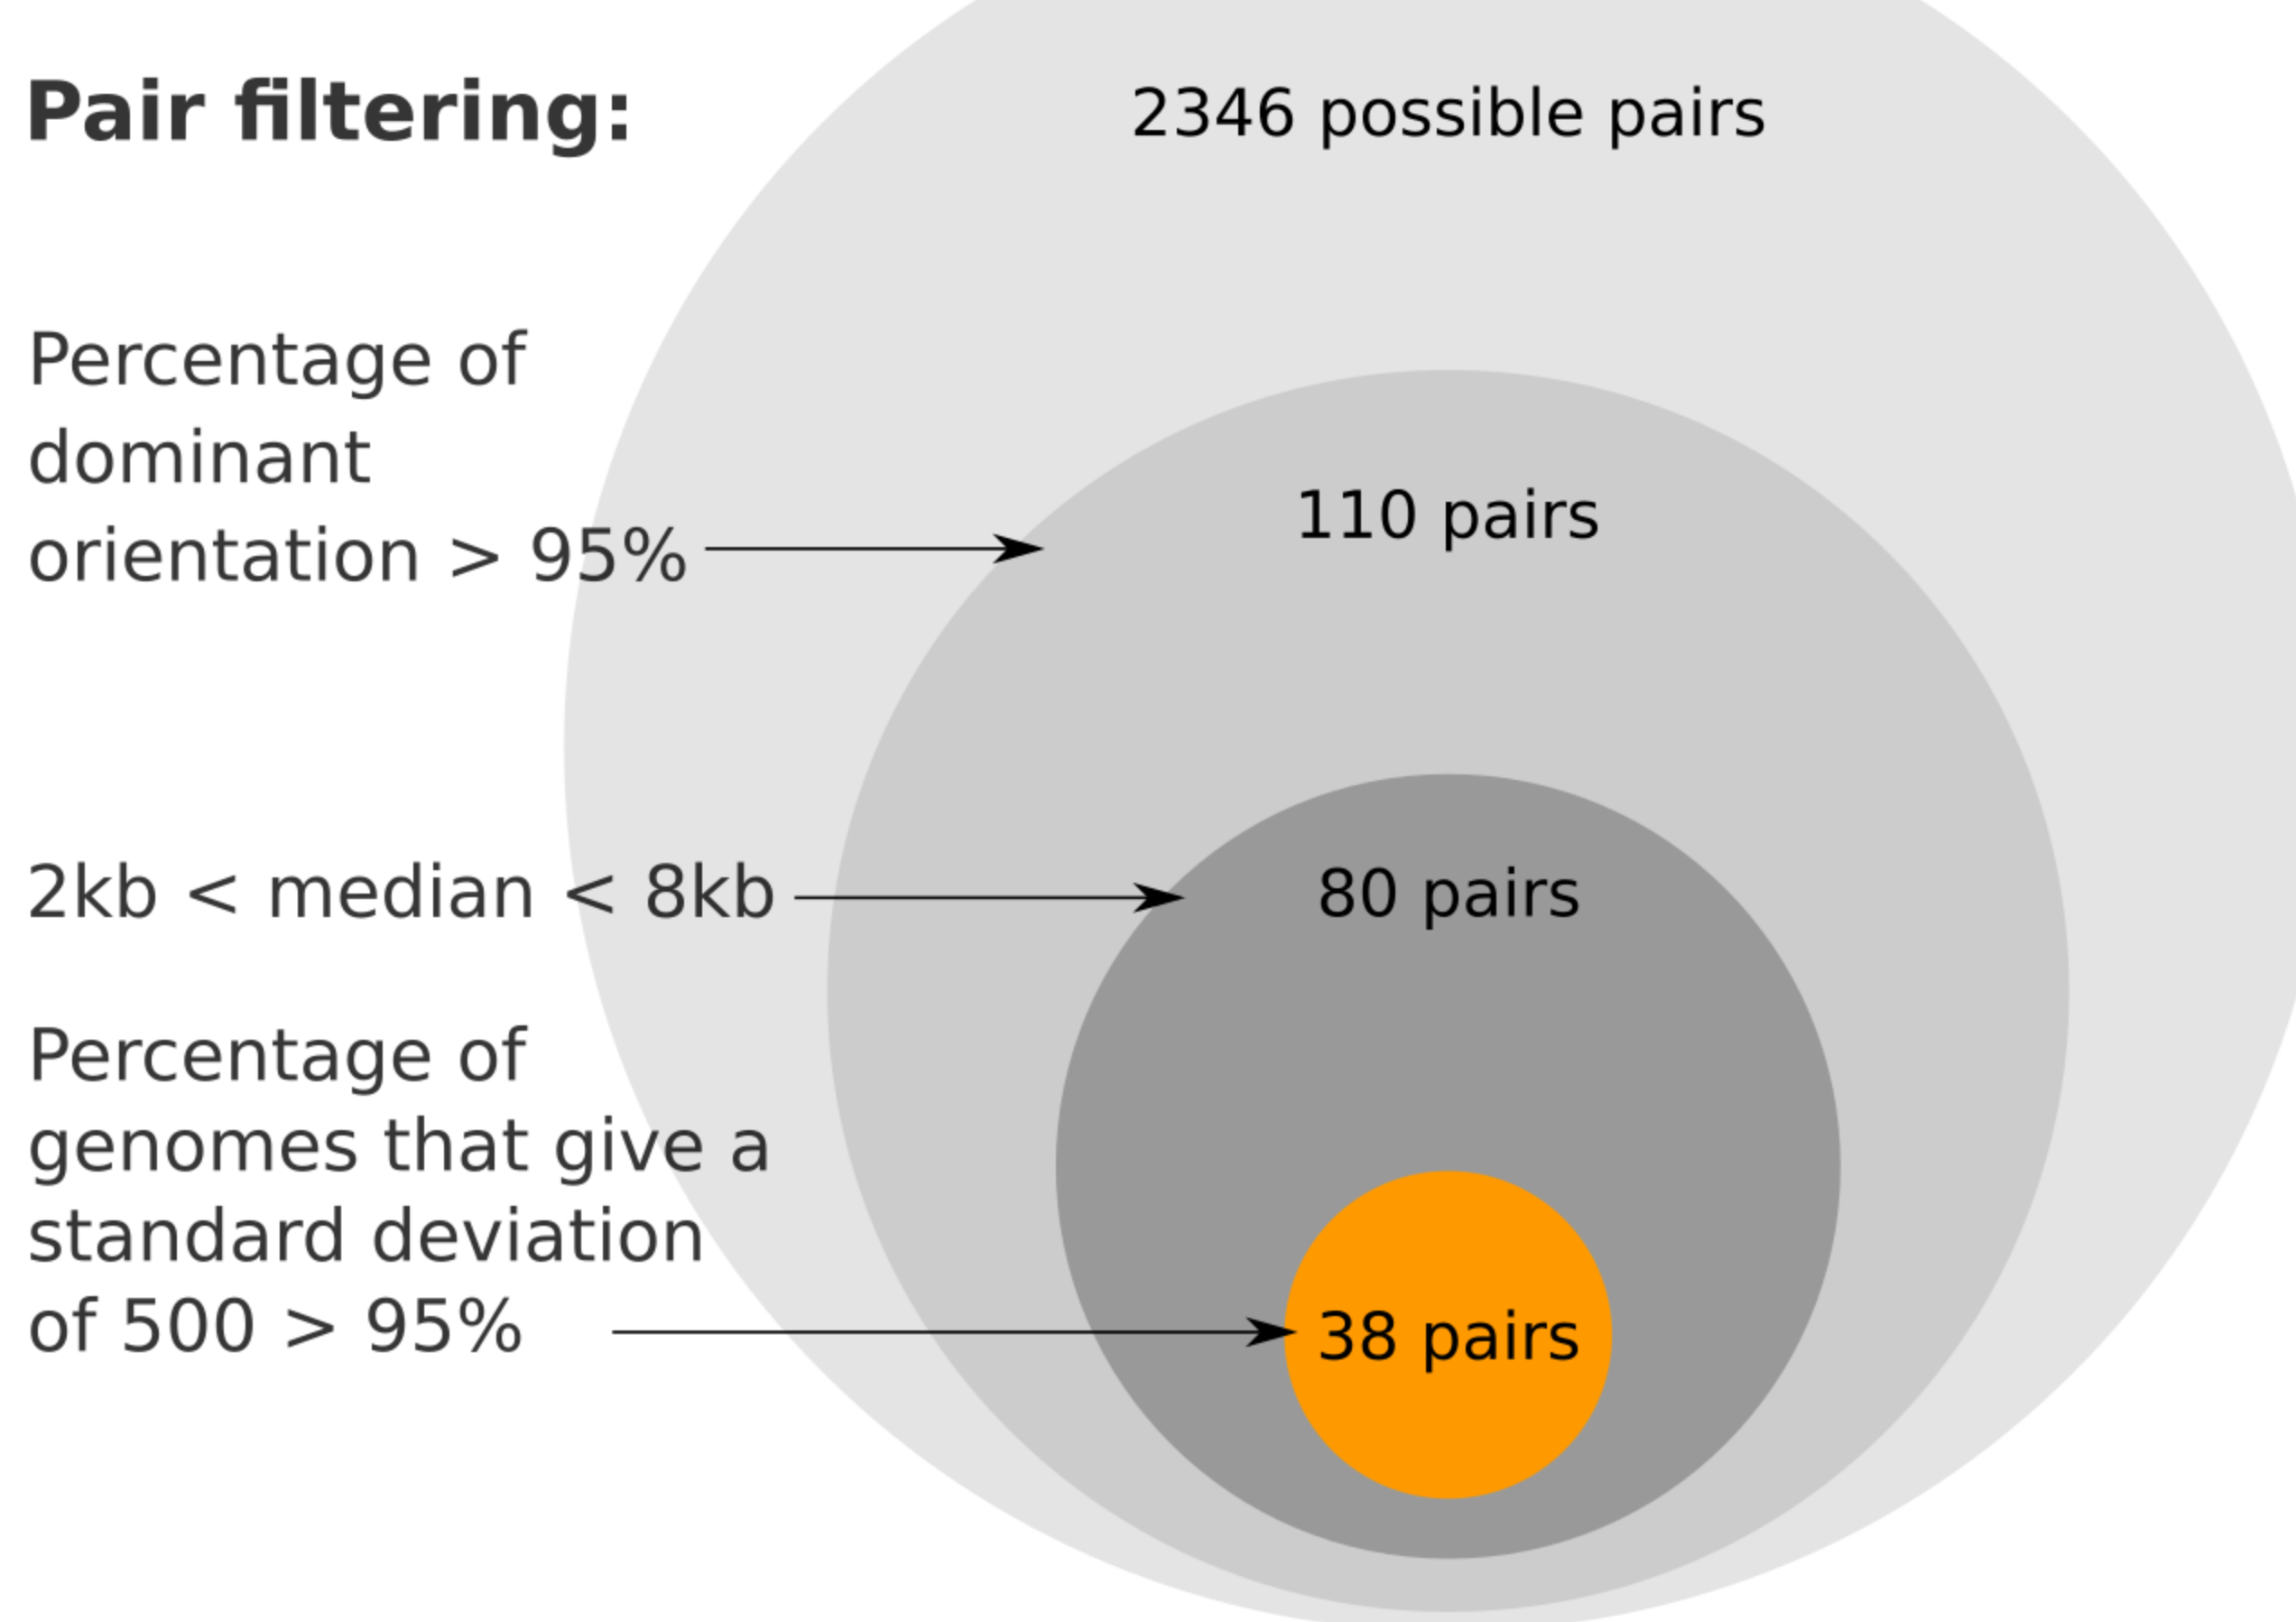 Pair filtering:
2346 possible pairs
Percentage of
dominant
orientation > 95%
110 pairs
2kb < median < 8kb
80 pairs
Percentage of
genomes that give a
standard deviation
of 500 > 95%
38 pairs